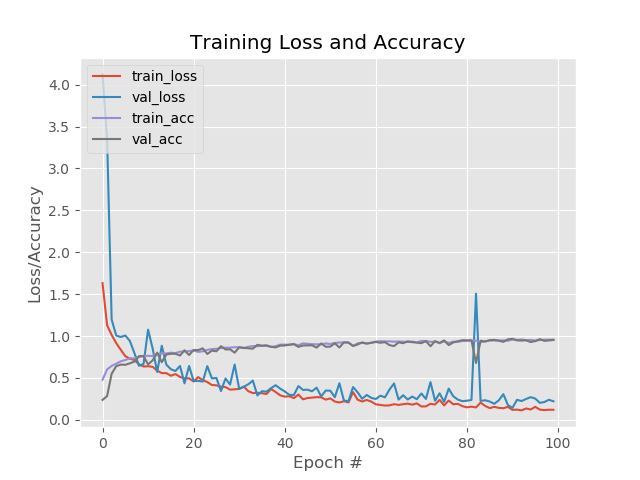 Training Loss and Accuracy
train_loss
val_loss
train_acc
val_acc
4.0
3.5
3.0
2.5
2.0
1.5
1.0
0.5
0.0
Loss/Accuracy
0 20 40 60 80 100
Epoch #